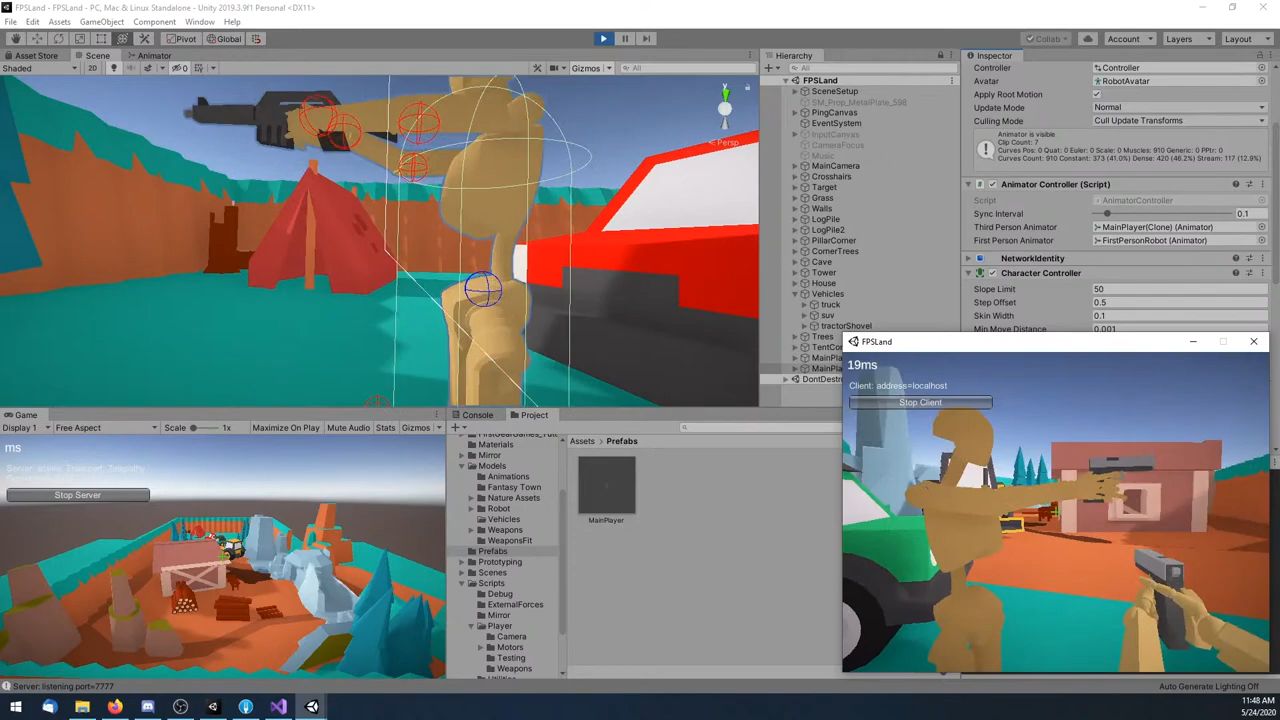 FPSLand - FPSLand - PC, Mac & Linux Standalone - Unity 2019.3.9f1 Personal <DX11>
File Edit Assets GameObject Component Window Help
Pivot Global Collab Account Layers Layout
Asset Store Scene Animator
Shaded 2D 0 Gizmos All
y
< Persp
Hierarchy
All
FPSLand
SceneSetup
SM_Prop_MetalPlate_598
PingCanvas
EventSystem
InputCanvas
CameraFocus
Music
MainCamera
Crosshairs
Target
Grass
Walls
LogPile
LogPile2
PillarCorner
CornerTrees
Cave
Tower
House
Vehicles
truck
suv
tractorShovel
Trees
TentCor
MainPla
MainPla
DontDestr
Inspector
Controller Controller
Avatar RobotAvatar
Apply Root Motion
Update Mode Normal
Culling Mode Cull Update Transforms
Animator is visible
Clip Count: 7
Curves Pos: 0 Quat: 0 Euler: 0 Scale: 0 Muscles: 910 Generic: 0 PPtr: 0
Curves Count: 910 Constant: 373 (41.0%) Dense: 420 (46.2%) Stream: 117 (12.9%)
Animator Controller (Script)
Script AnimatorController
Sync Interval 0.1
Third Person Animator MainPlayer(Clone) (Animator)
First Person Animator FirstPersonRobot (Animator)
NetworkIdentity
Character Controller
Slope Limit 50
Step Offset 0.5
Skin Width 0.1
Min Move Distance 0.001
FPSLand
19ms
Client: address=localhost
Stop Client
Game
Display 1 Free Aspect Scale 1x Maximize On Play Mute Audio Stats Gizmos
ms
Stop Server
Console Project
Materials
Mirror
Models
Animations
Fantasy Town
Nature Assets
Robot
Vehicles
Weapons
WeaponsFit
Prefabs
Prototyping
Scenes
Scripts
Debug
ExternalForces
Mirror
Player
Camera
Motors
Testing
Weapons
Assets > Prefabs
MainPlayer
Server: listening port=7777
Auto Generate Lighting Off
11:48 AM
5/24/2020